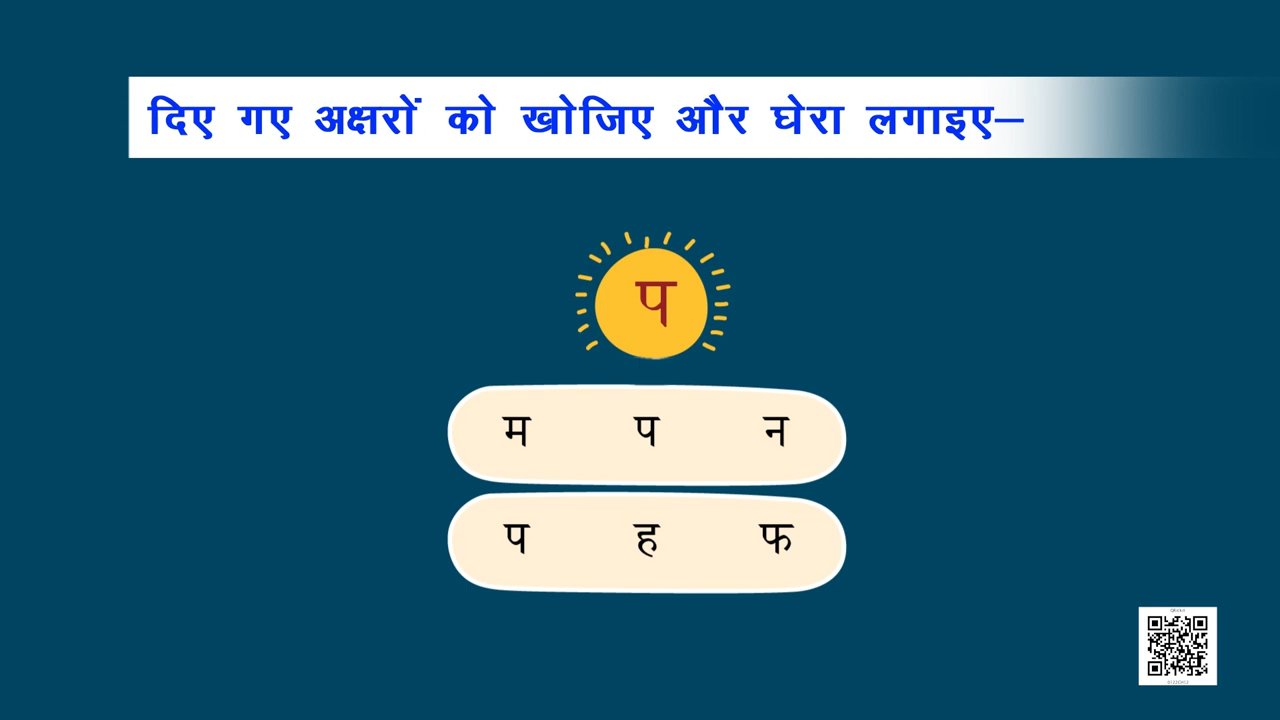 दिए गए अक्षरों को खोजिए और घेरा लगाइए—
प
म प न
प ह फ